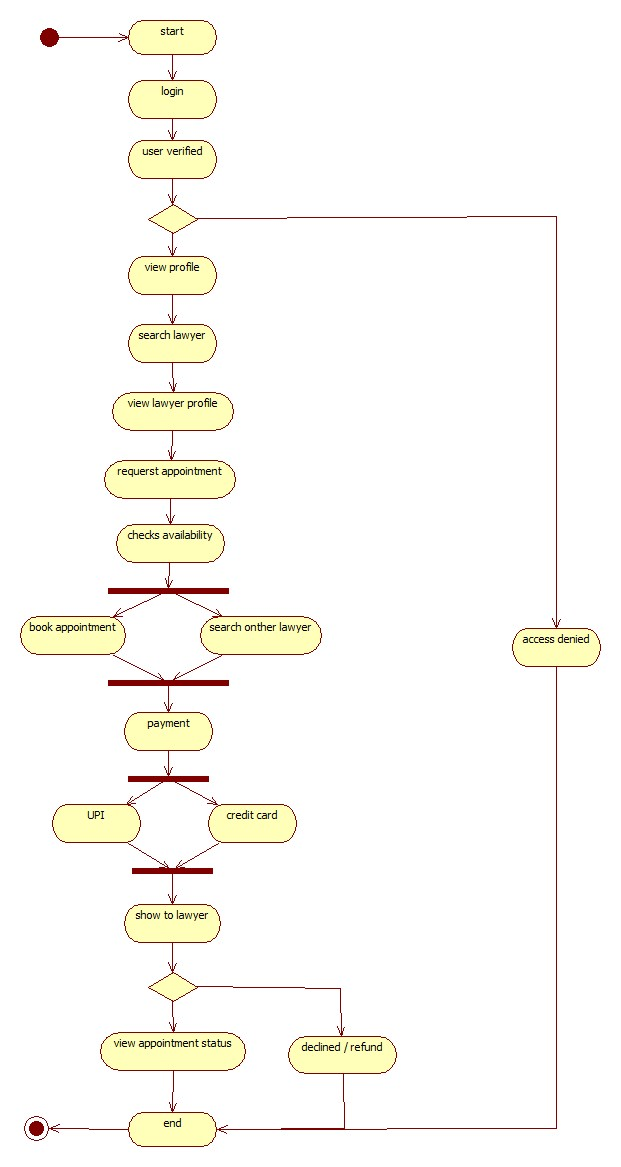 start
login
user verified
view profile
search lawyer
view lawyer profile
requerst appointment
checks availability
book appointment
search onther lawyer
access denied
payment
UPI
credit card
show to lawyer
view appointment status
declined / refund
end